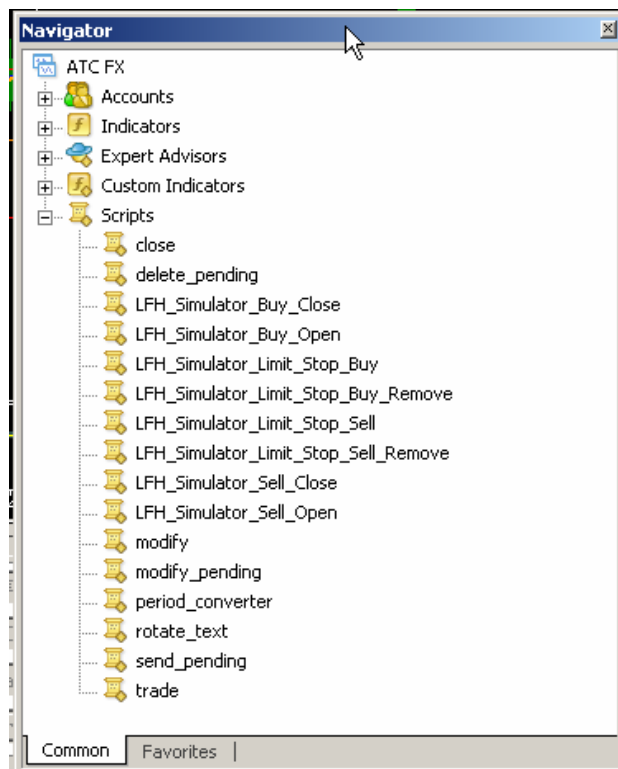 Navigator
ATC FX
Accounts
Indicators
Expert Advisors
Custom Indicators
Scripts
close
delete_pending
LFH_Simulator_Buy_Close
LFH_Simulator_Buy_Open
LFH_Simulator_Limit_Stop_Buy
LFH_Simulator_Limit_Stop_Buy_Remove
LFH_Simulator_Limit_Stop_Sell
LFH_Simulator_Limit_Stop_Sell_Remove
LFH_Simulator_Sell_Close
LFH_Simulator_Sell_Open
modify
modify_pending
period_converter
rotate_text
send_pending
trade
Common Favorites